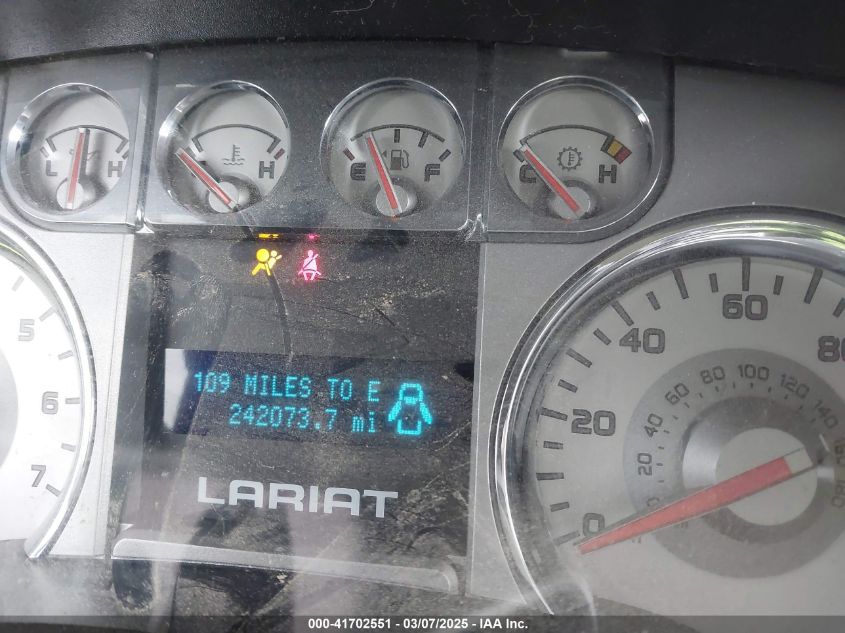 L H
H
E F
C H
5
6
7
109 MILES TO E
242073.7 mi
LARIAT
0 20 40 60 80
20 40 60 80 100 120 140
000-41702551 — 03/07/2025 — IAA Inc.